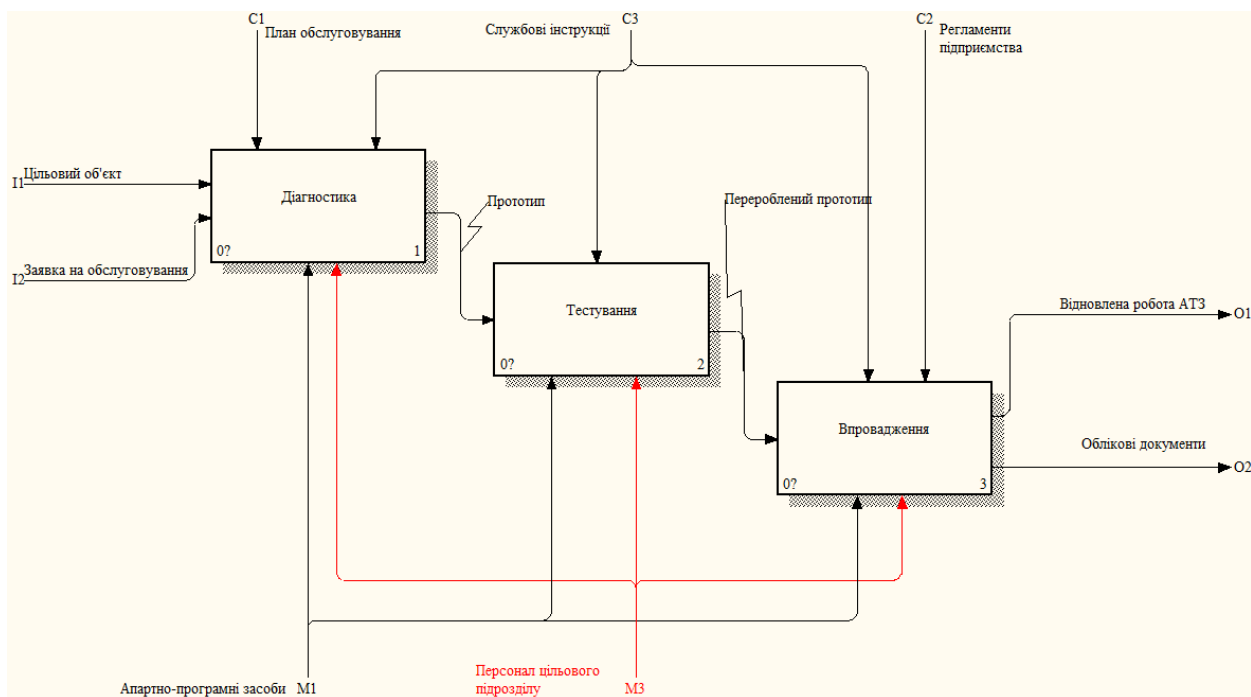 C1
C3
C2
План обслуговування
Службові інструкції
Регламенти
підприємства
I1
Цільовий об'єкт
Діагностика
0?
1
I2
Заявка на обслуговування
Прототип
Перероблений прототип
Тестування
0?
2
Відновлена робота АТЗ
O1
Впровадження
0?
3
Облікові документи
O2
Апартно-програмні засоби
M1
Персонал цільового
підрозділу
M3